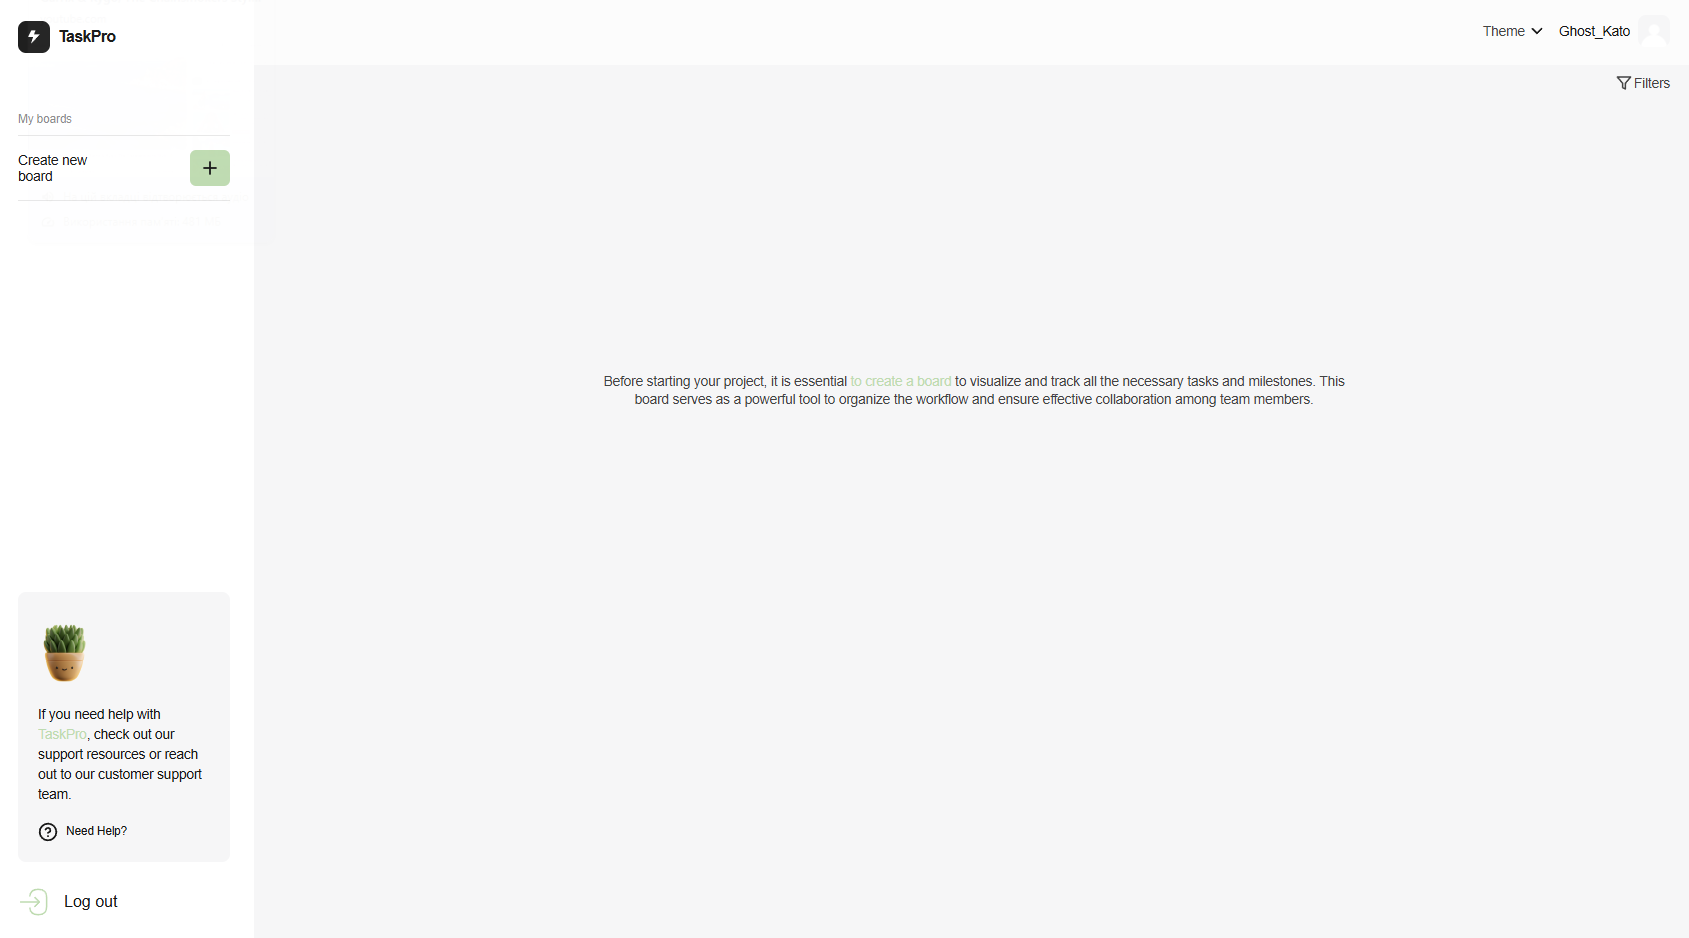 TaskPro
Theme
Ghost_Kato
Filters
My boards
Create new
board
Before starting your project, it is essential to create a board to visualize and track all the necessary tasks and milestones. This
board serves as a powerful tool to organize the workflow and ensure effective collaboration among team members.
If you need help with
TaskPro, check out our
support resources or reach
out to our customer support
team.
Need Help?
Log out